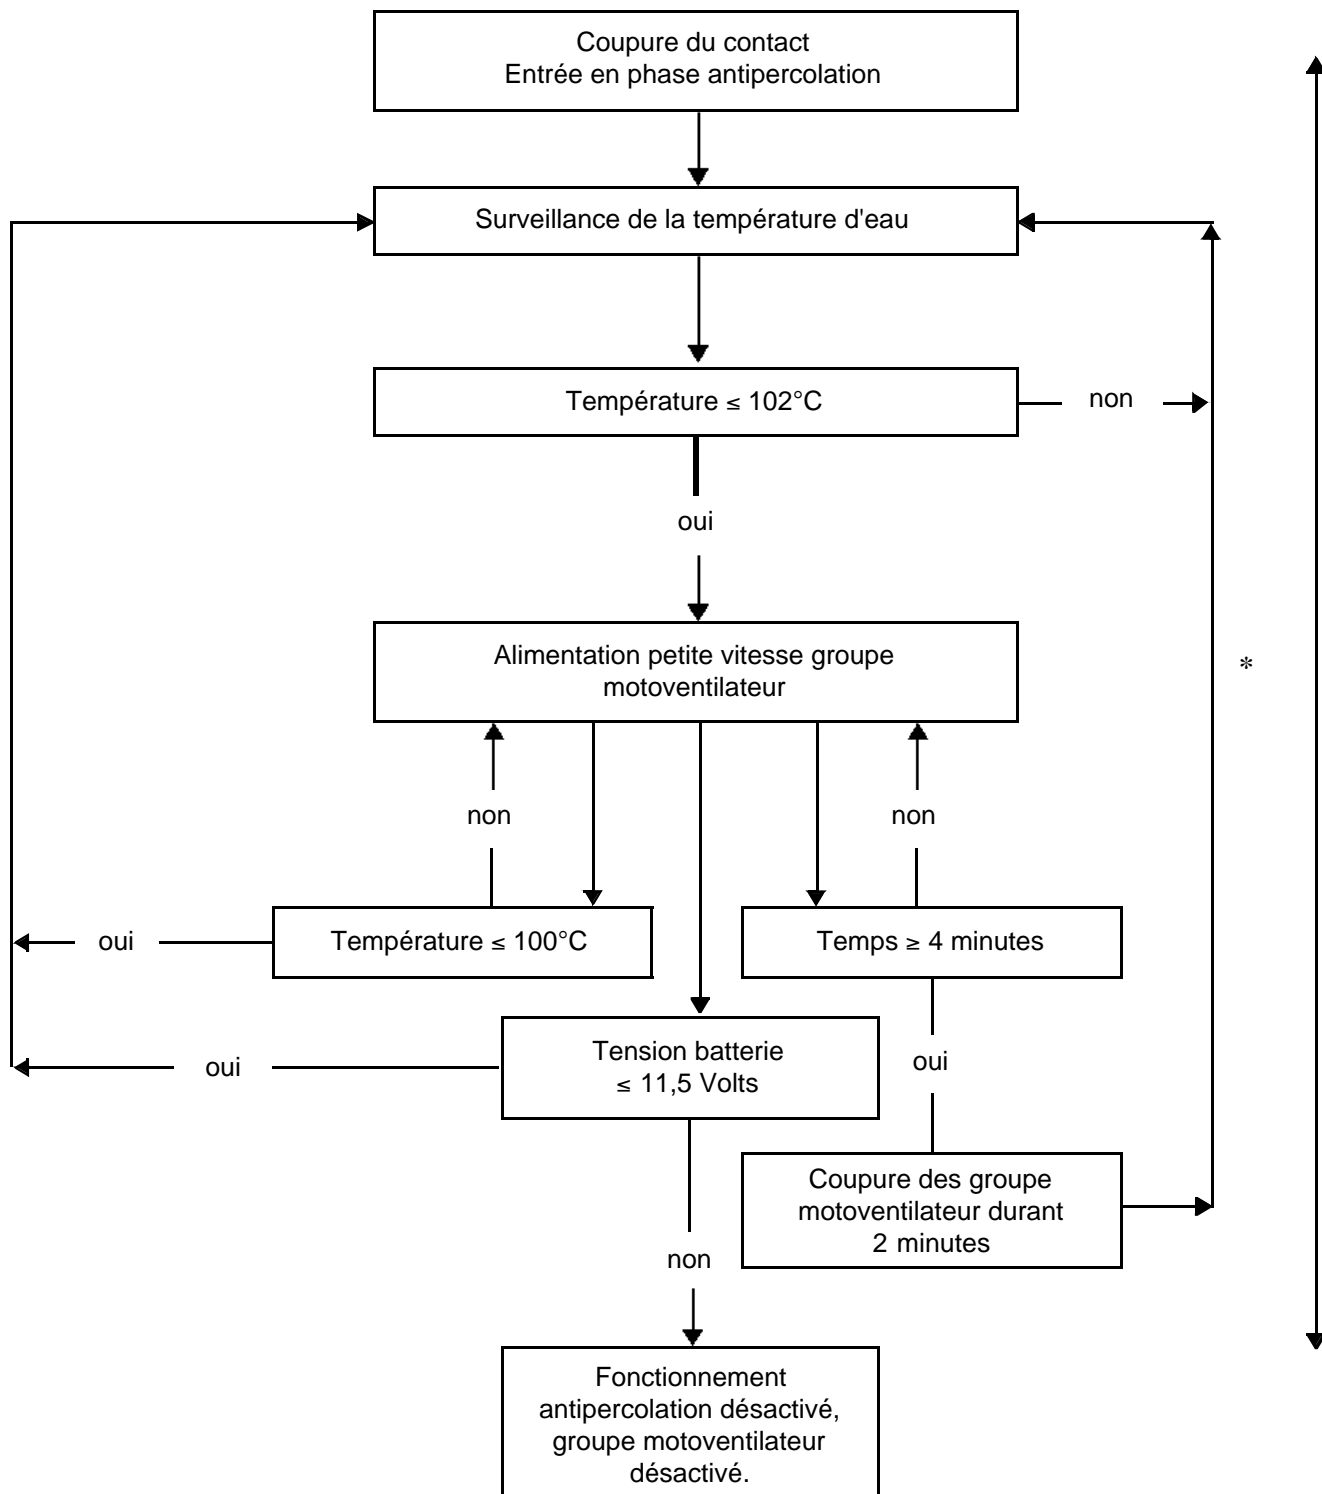 Coupure du contact
Entrée en phase antipercolation
Surveillance de la température d'eau
Température ≤ 102°C
non
oui
Alimentation petite vitesse groupe
motoventilateur
*
non
non
oui
Température ≤ 100°C
Temps ≥ 4 minutes
oui
Tension batterie
≤ 11,5 Volts
oui
Coupure des groupe
motoventilateur durant
2 minutes
non
Fonctionnement
antipercolation désactivé,
groupe motoventilateur
désactivé.